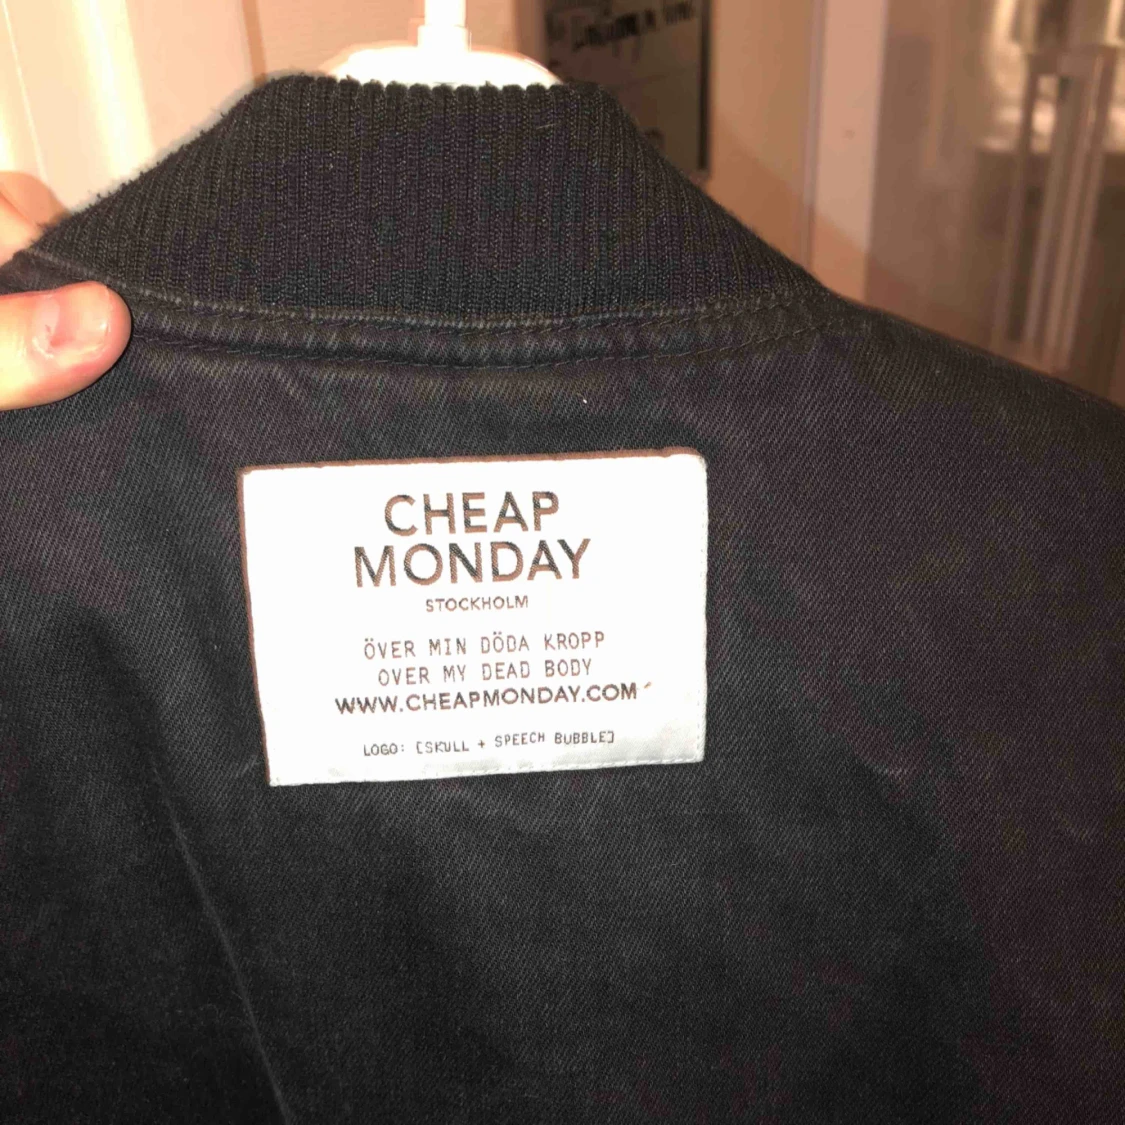 CHEAP
MONDAY
STOCKHOLM
ÖVER MIN DÖDA KROPP
OVER MY DEAD BODY
WWW.CHEAPMONDAY.COM
LOGO: [SKULL + SPEECH BUBBLE]